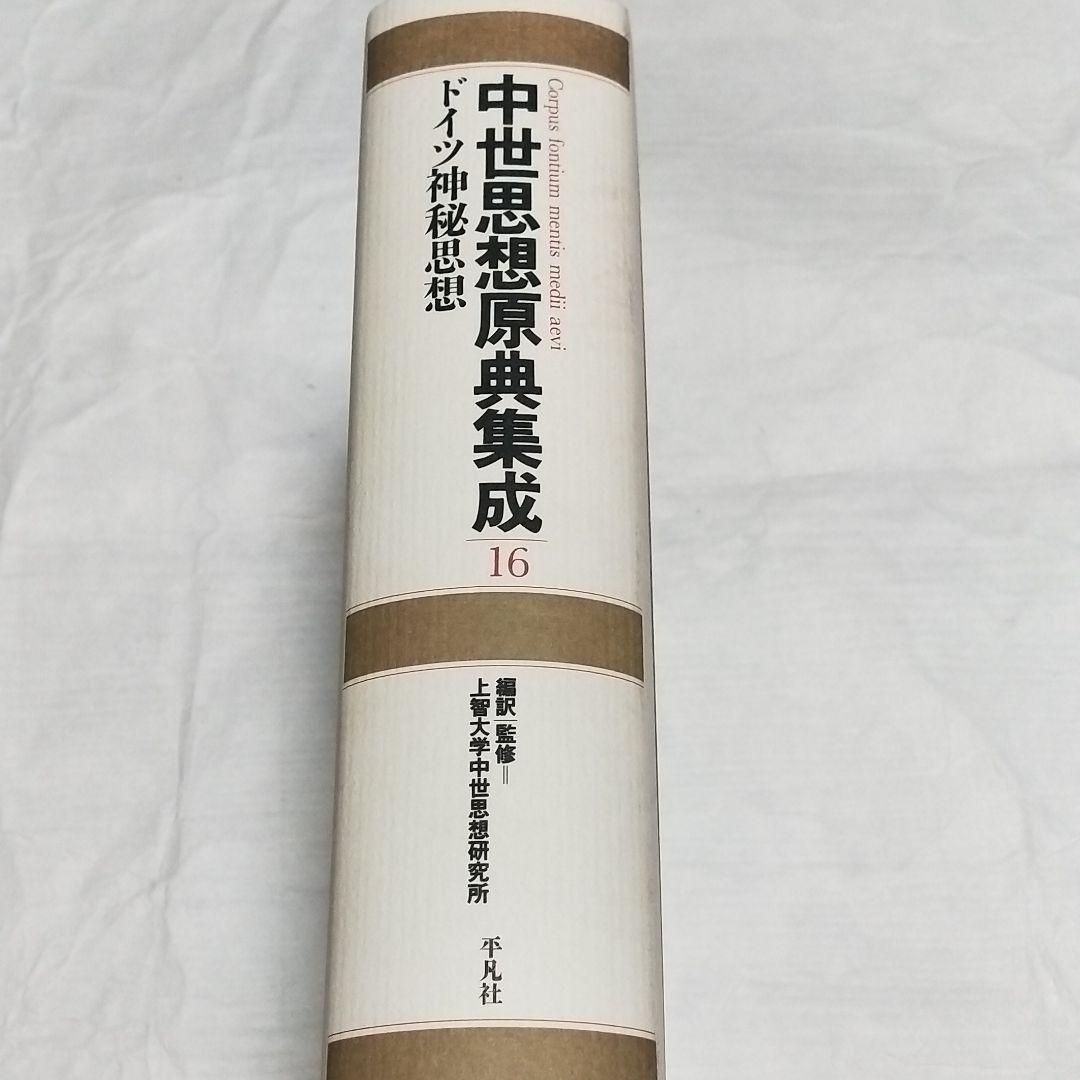 Corpus fontium mentis medii aevi
中世思想原典集成
16
ドイツ神秘思想
編訳|監修=
上智大学中世思想研究所
平凡社